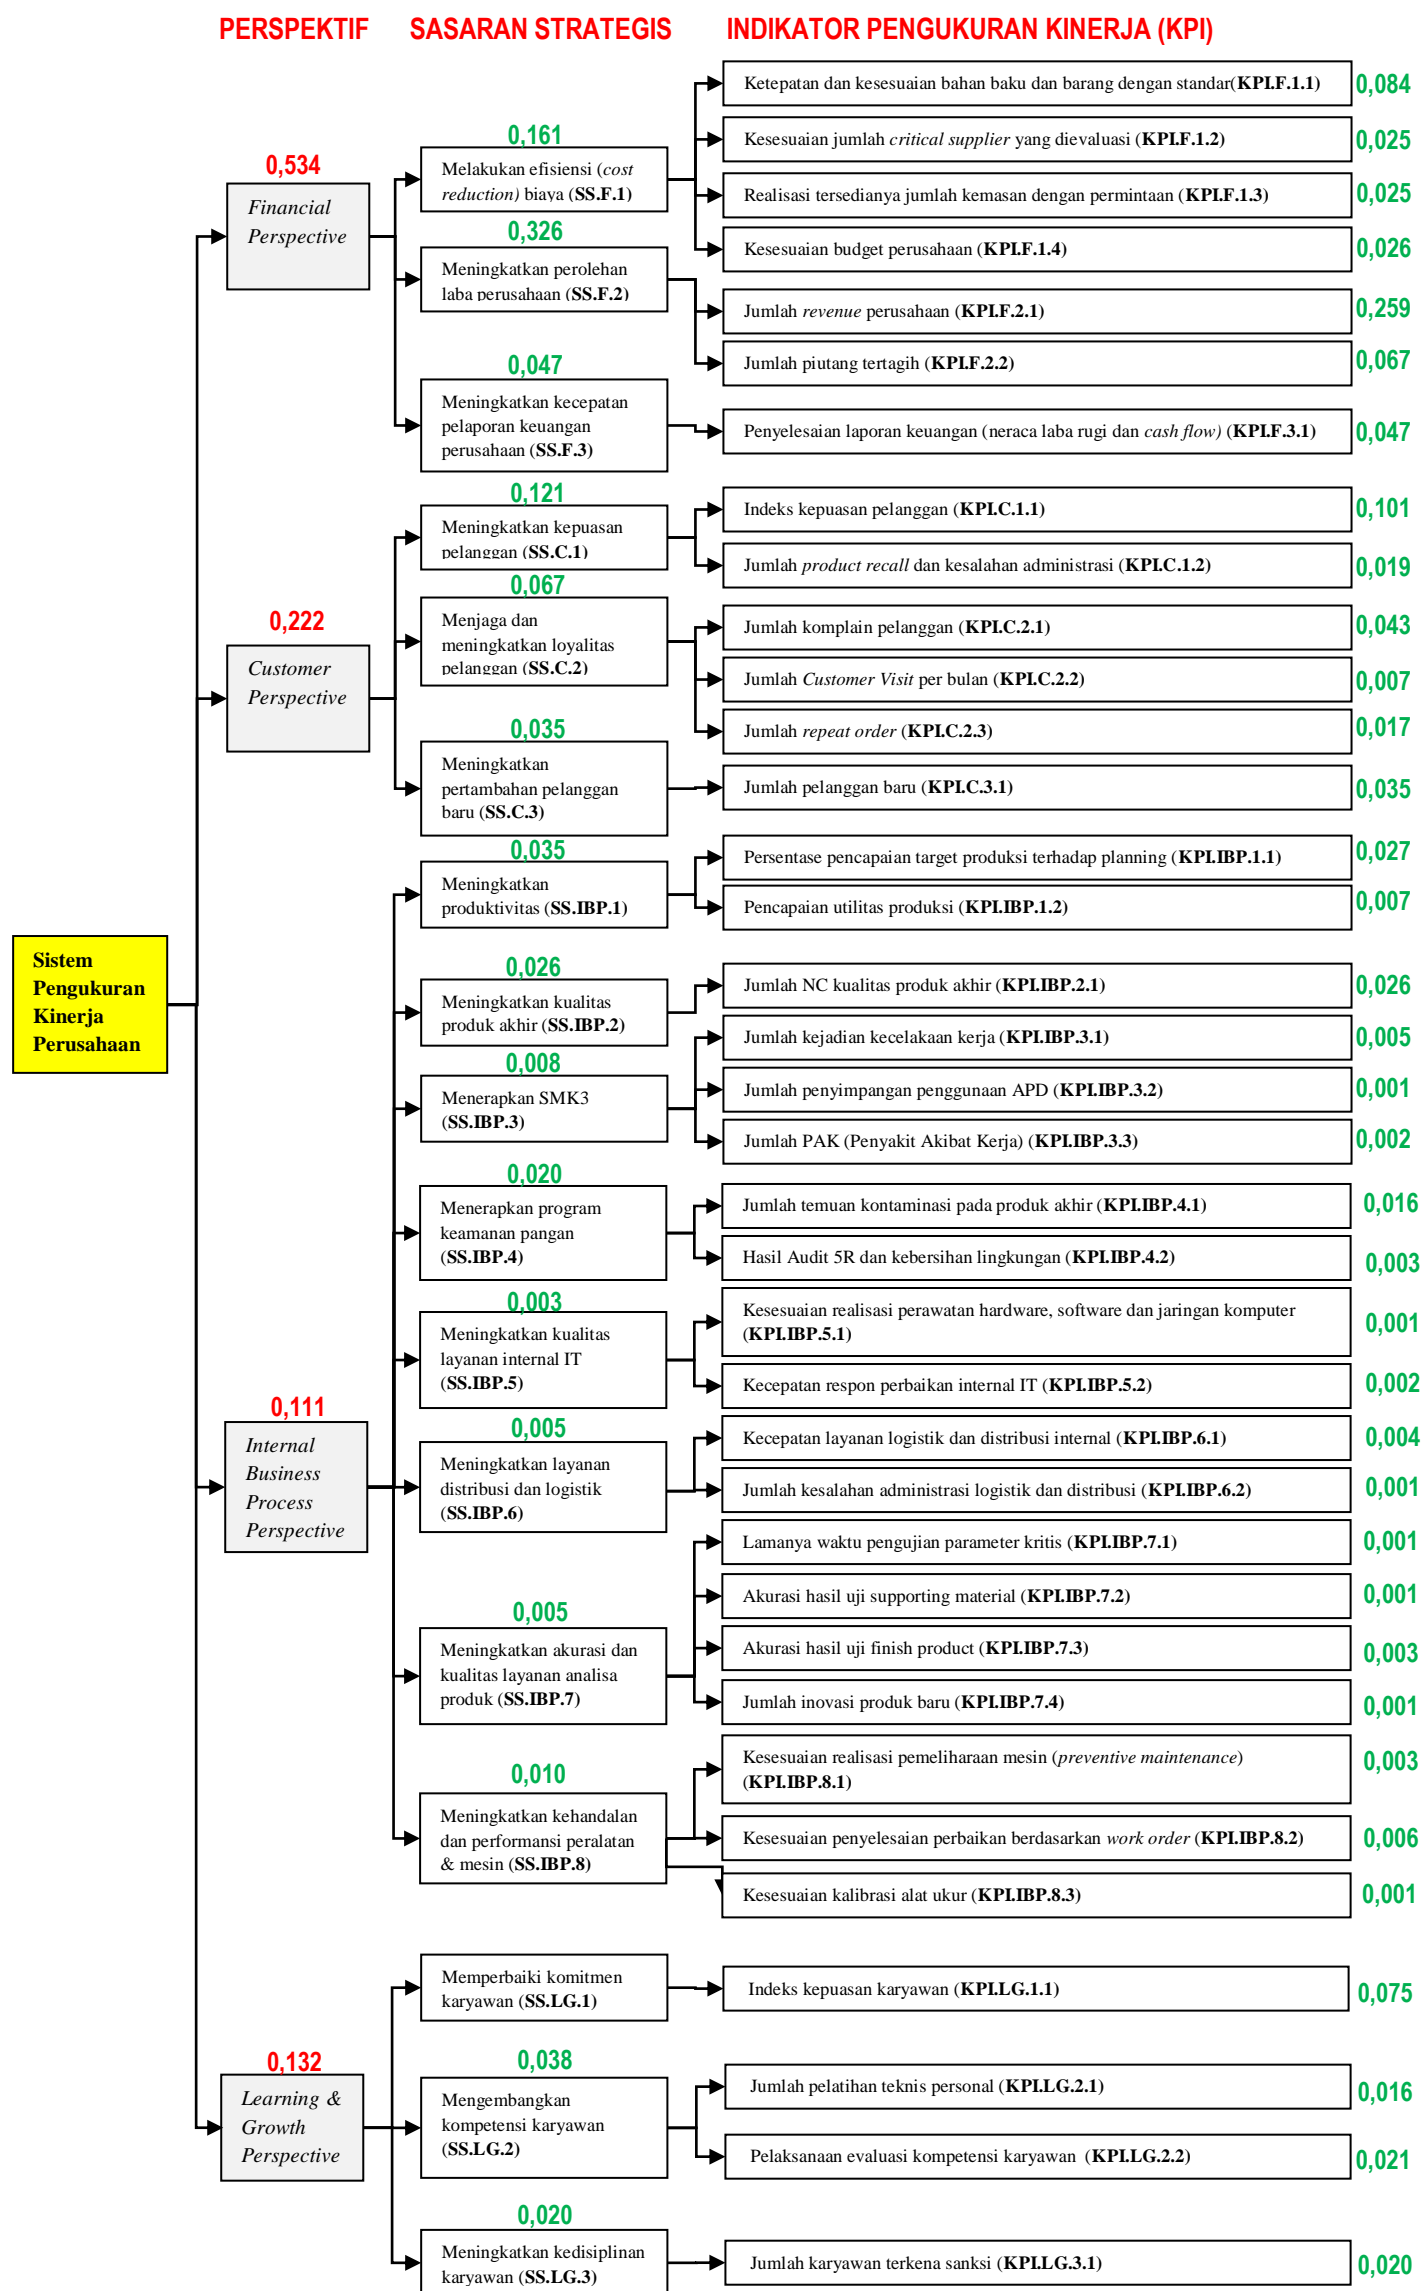 PERSPEKTIF SASARAN STRATEGIS INDIKATOR PENGUKURAN KINERJA (KPI)
Sistem
Pengukuran
Kinerja
Perusahaan
0,534
Financial
Perspective
0,161
Melakukan efisiensi (cost
reduction) biaya (SS.F.1)
Ketepatan dan kesesuaian bahan baku dan barang dengan standar(KPI.F.1.1) 0,084
Kesesuaian jumlah critical supplier yang dievaluasi (KPI.F.1.2) 0,025
Realisasi tersedianya jumlah kemasan dengan permintaan (KPI.F.1.3) 0,025
Kesesuaian budget perusahaan (KPI.F.1.4) 0,026
0,326
Meningkatkan perolehan
laba perusahaan (SS.F.2)
Jumlah revenue perusahaan (KPI.F.2.1) 0,259
Jumlah piutang tertagih (KPI.F.2.2) 0,067
0,047
Meningkatkan kecepatan
pelaporan keuangan
perusahaan (SS.F.3)
Penyelesaian laporan keuangan (neraca laba rugi dan cash flow) (KPI.F.3.1) 0,047
0,222
Customer
Perspective
0,121
Meningkatkan kepuasan
pelanggan (SS.C.1)
Indeks kepuasan pelanggan (KPI.C.1.1) 0,101
Jumlah product recall dan kesalahan administrasi (KPI.C.1.2) 0,019
0,067
Menjaga dan
meningkatkan loyalitas
pelanggan (SS.C.2)
Jumlah komplain pelanggan (KPI.C.2.1) 0,043
Jumlah Customer Visit per bulan (KPI.C.2.2) 0,007
Jumlah repeat order (KPI.C.2.3) 0,017
0,035
Meningkatkan
pertambahan pelanggan
baru (SS.C.3)
Jumlah pelanggan baru (KPI.C.3.1) 0,035
0,111
Internal
Business
Process
Perspective
0,035
Meningkatkan
produktivitas (SS.IBP.1)
Persentase pencapaian target produksi terhadap planning (KPI.IBP.1.1) 0,027
Pencapaian utilitas produksi (KPI.IBP.1.2) 0,007
0,026
Meningkatkan kualitas
produk akhir (SS.IBP.2)
Jumlah NC kualitas produk akhir (KPI.IBP.2.1) 0,026
0,008
Menerapkan SMK3
(SS.IBP.3)
Jumlah kejadian kecelakaan kerja (KPI.IBP.3.1) 0,005
Jumlah penyimpangan penggunaan APD (KPI.IBP.3.2) 0,001
Jumlah PAK (Penyakit Akibat Kerja) (KPI.IBP.3.3) 0,002
0,020
Menerapkan program
keamanan pangan
(SS.IBP.4)
Jumlah temuan kontaminasi pada produk akhir (KPI.IBP.4.1) 0,016
Hasil Audit 5R dan kebersihan lingkungan (KPI.IBP.4.2) 0,003
0,003
Meningkatkan kualitas
layanan internal IT
(SS.IBP.5)
Kesesuaian realisasi perawatan hardware, software dan jaringan komputer
(KPI.IBP.5.1) 0,001
Kecepatan respon perbaikan internal IT (KPI.IBP.5.2) 0,002
0,005
Meningkatkan layanan
distribusi dan logistik
(SS.IBP.6)
Kecepatan layanan logistik dan distribusi internal (KPI.IBP.6.1) 0,004
Jumlah kesalahan administrasi logistik dan distribusi (KPI.IBP.6.2) 0,001
0,005
Meningkatkan akurasi dan
kualitas layanan analisa
produk (SS.IBP.7)
Lamanya waktu pengujian parameter kritis (KPI.IBP.7.1) 0,001
Akurasi hasil uji supporting material (KPI.IBP.7.2) 0,001
Akurasi hasil uji finish product (KPI.IBP.7.3) 0,003
Jumlah inovasi produk baru (KPI.IBP.7.4) 0,001
0,010
Meningkatkan kehandalan
dan performansi peralatan
& mesin (SS.IBP.8)
Kesesuaian realisasi pemeliharaan mesin (preventive maintenance)
(KPI.IBP.8.1) 0,003
Kesesuaian penyelesaian perbaikan berdasarkan work order (KPI.IBP.8.2) 0,006
Kesesuaian kalibrasi alat ukur (KPI.IBP.8.3) 0,001
0,132
Learning &
Growth
Perspective
Memperbaiki komitmen
karyawan (SS.LG.1)
Indeks kepuasan karyawan (KPI.LG.1.1) 0,075
0,038
Mengembangkan
kompetensi karyawan
(SS.LG.2)
Jumlah pelatihan teknis personal (KPI.LG.2.1) 0,016
Pelaksanaan evaluasi kompetensi karyawan (KPI.LG.2.2) 0,021
0,020
Meningkatkan kedisiplinan
karyawan (SS.LG.3)
Jumlah karyawan terkena sanksi (KPI.LG.3.1) 0,020